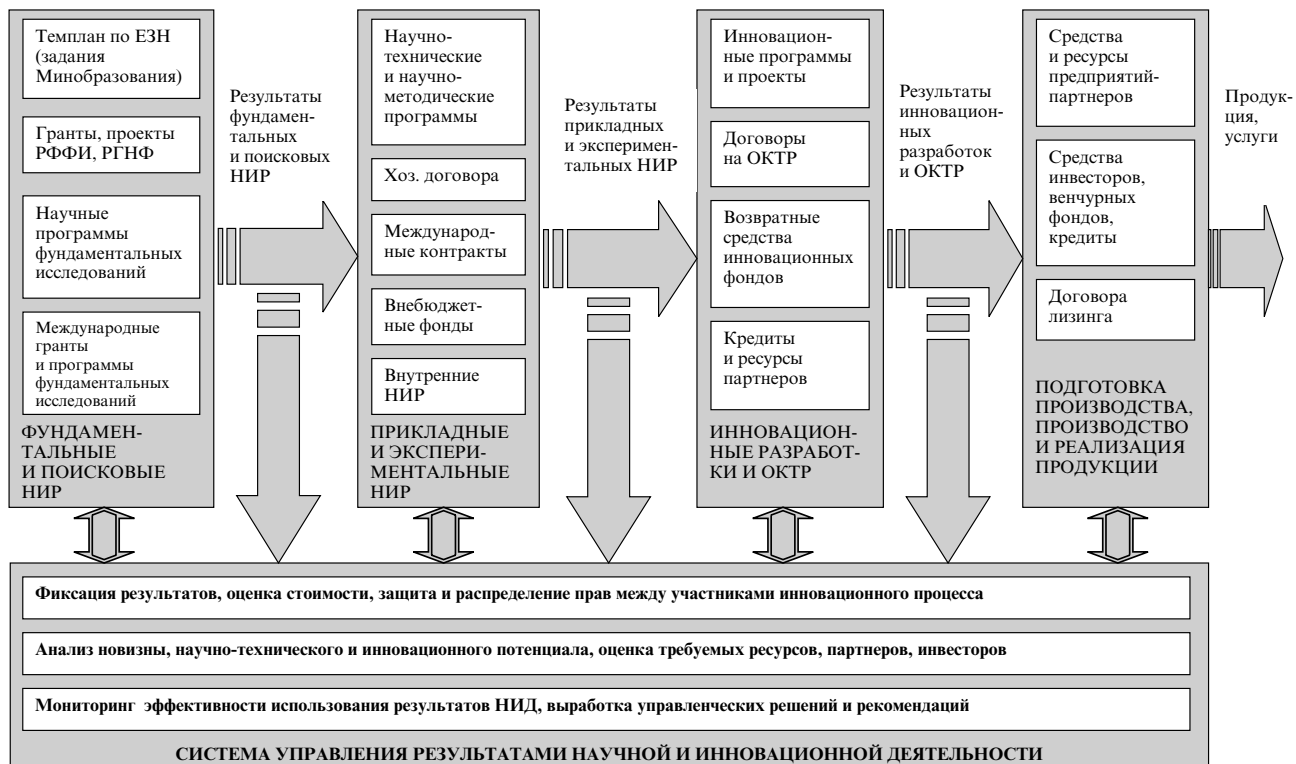 Темплан по ЕЗН
(задания
Минобразования)
Гранты, проекты
РФФИ, РГНФ
Научные
программы
фундаментальных
исследований
Международные
гранты
и программы
фундаментальных
исследований
ФУНДАМЕН-
ТАЛЬНЫЕ
И ПОИСКОВЫЕ
НИР
Результаты
фундамен-
тальных
и поисковых
НИР
Научно-
технические
и научно-
методические
программы
Хоз. договора
Международ-
ные контракты
Внебюджет-
ные фонды
Внутренние
НИР
ПРИКЛАДНЫЕ
И ЭКСПЕРИ-
МЕНТАЛЬНЫЕ
НИР
Результаты
прикладных
и эксперимен-
тальных НИР
Инновацион-
ные программы
и проекты
Договоры
на ОКТР
Возвратные
средства
инновационных
фондов
Кредиты
и ресурсы
партнеров
ИННОВАЦИОН-
НЫЕ РАЗРАБОТ-
КИ И ОКТР
Результаты
инновацион-
ных
разработок
и ОКТР
Средства
и ресурсы
предприятий-
партнеров
Средства
инвесторов,
венчурных
фондов,
кредиты
Договора
лизинга
ПОДГОТОВКА
ПРОИЗВОДСТВА,
ПРОИЗВОДСТВО
И РЕАЛИЗАЦИЯ
ПРОДУКЦИИ
Продук-
ция,
услуги
Фиксация результатов, оценка стоимости, защита и распределение прав между участниками инновационного процесса
Анализ новизны, научно-технического и инновационного потенциала, оценка требуемых ресурсов, партнеров, инвесторов
Мониторинг эффективности использования результатов НИД, выработка управленческих решений и рекомендаций
СИСТЕМА УПРАВЛЕНИЯ РЕЗУЛЬТАТАМИ НАУЧНОЙ И ИННОВАЦИОННОЙ ДЕЯТЕЛЬНОСТИ